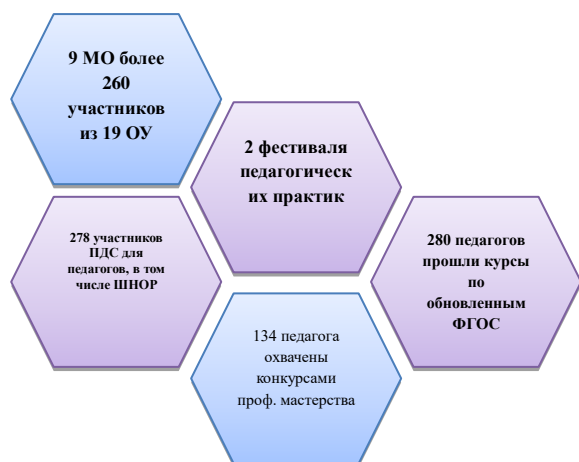 9 МО более
260
участников
из 19 ОУ
2 фестиваля
педагогическ
их практик
278 участников
ПДС для
педагогов, в том
числе ШНОР
280 педагогов
прошли курсы
по
обновленным
ФГОС
134 педагога
охвачены
конкурсами
проф. мастерства